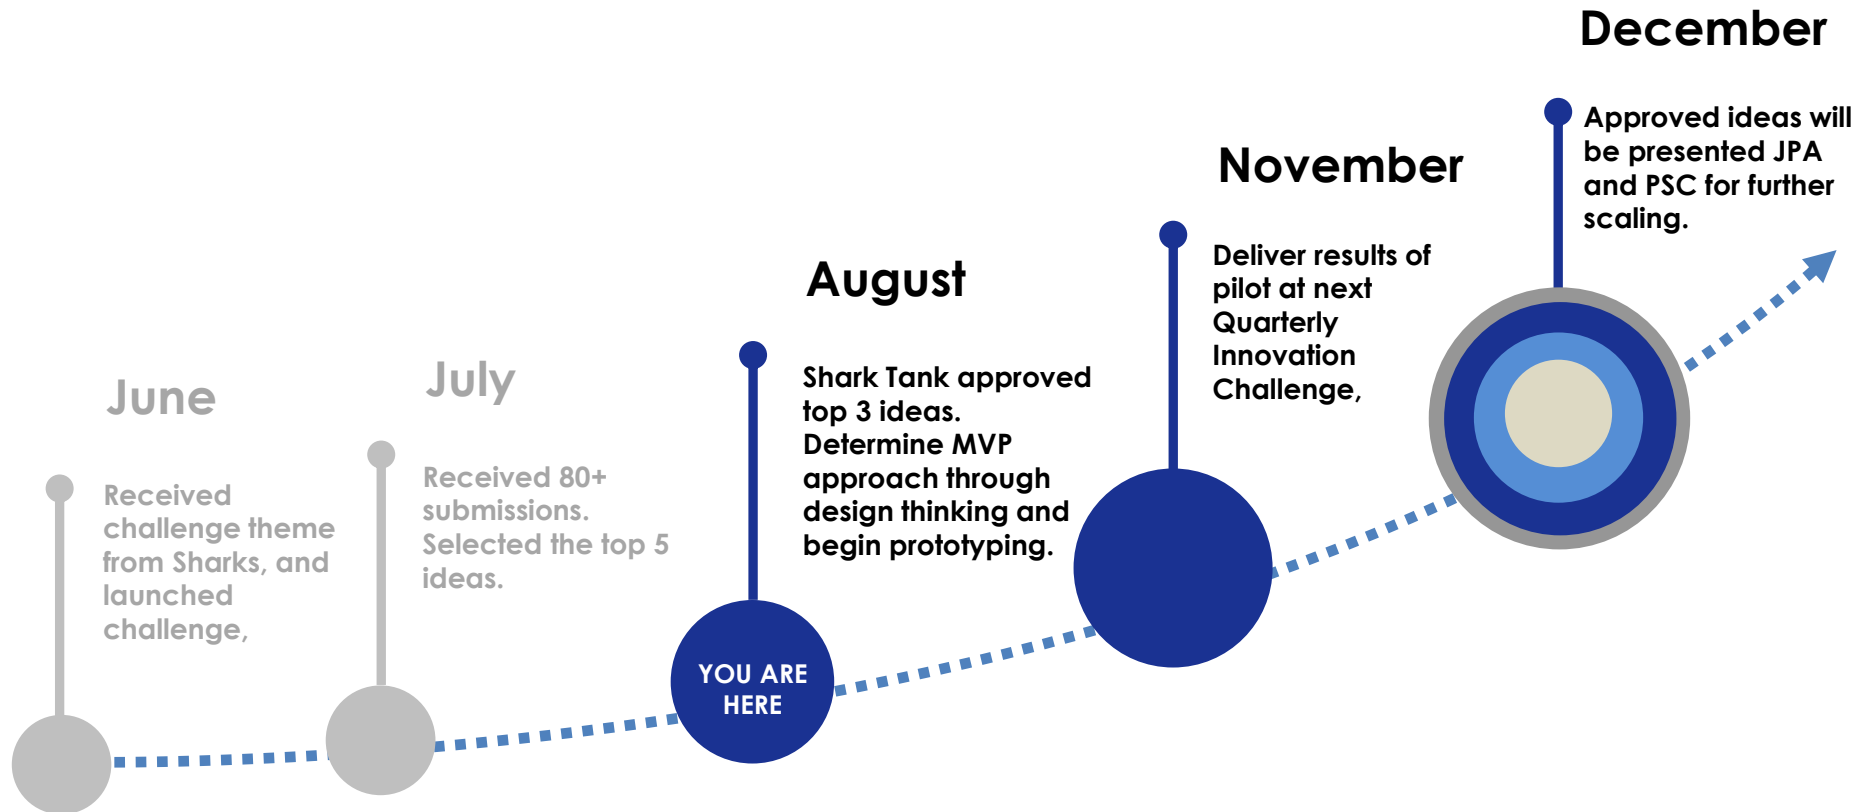 June
Received
challenge theme
from Sharks, and
launched
challenge,
July
Received 80+
submissions.
Selected the top 5
ideas.
August
Shark Tank approved
top 3 ideas.
Determine MVP
approach through
design thinking and
begin prototyping.
YOU ARE
HERE
November
Deliver results of
pilot at next
Quarterly
Innovation
Challenge,
December
Approved ideas will
be presented JPA
and PSC for further
scaling.